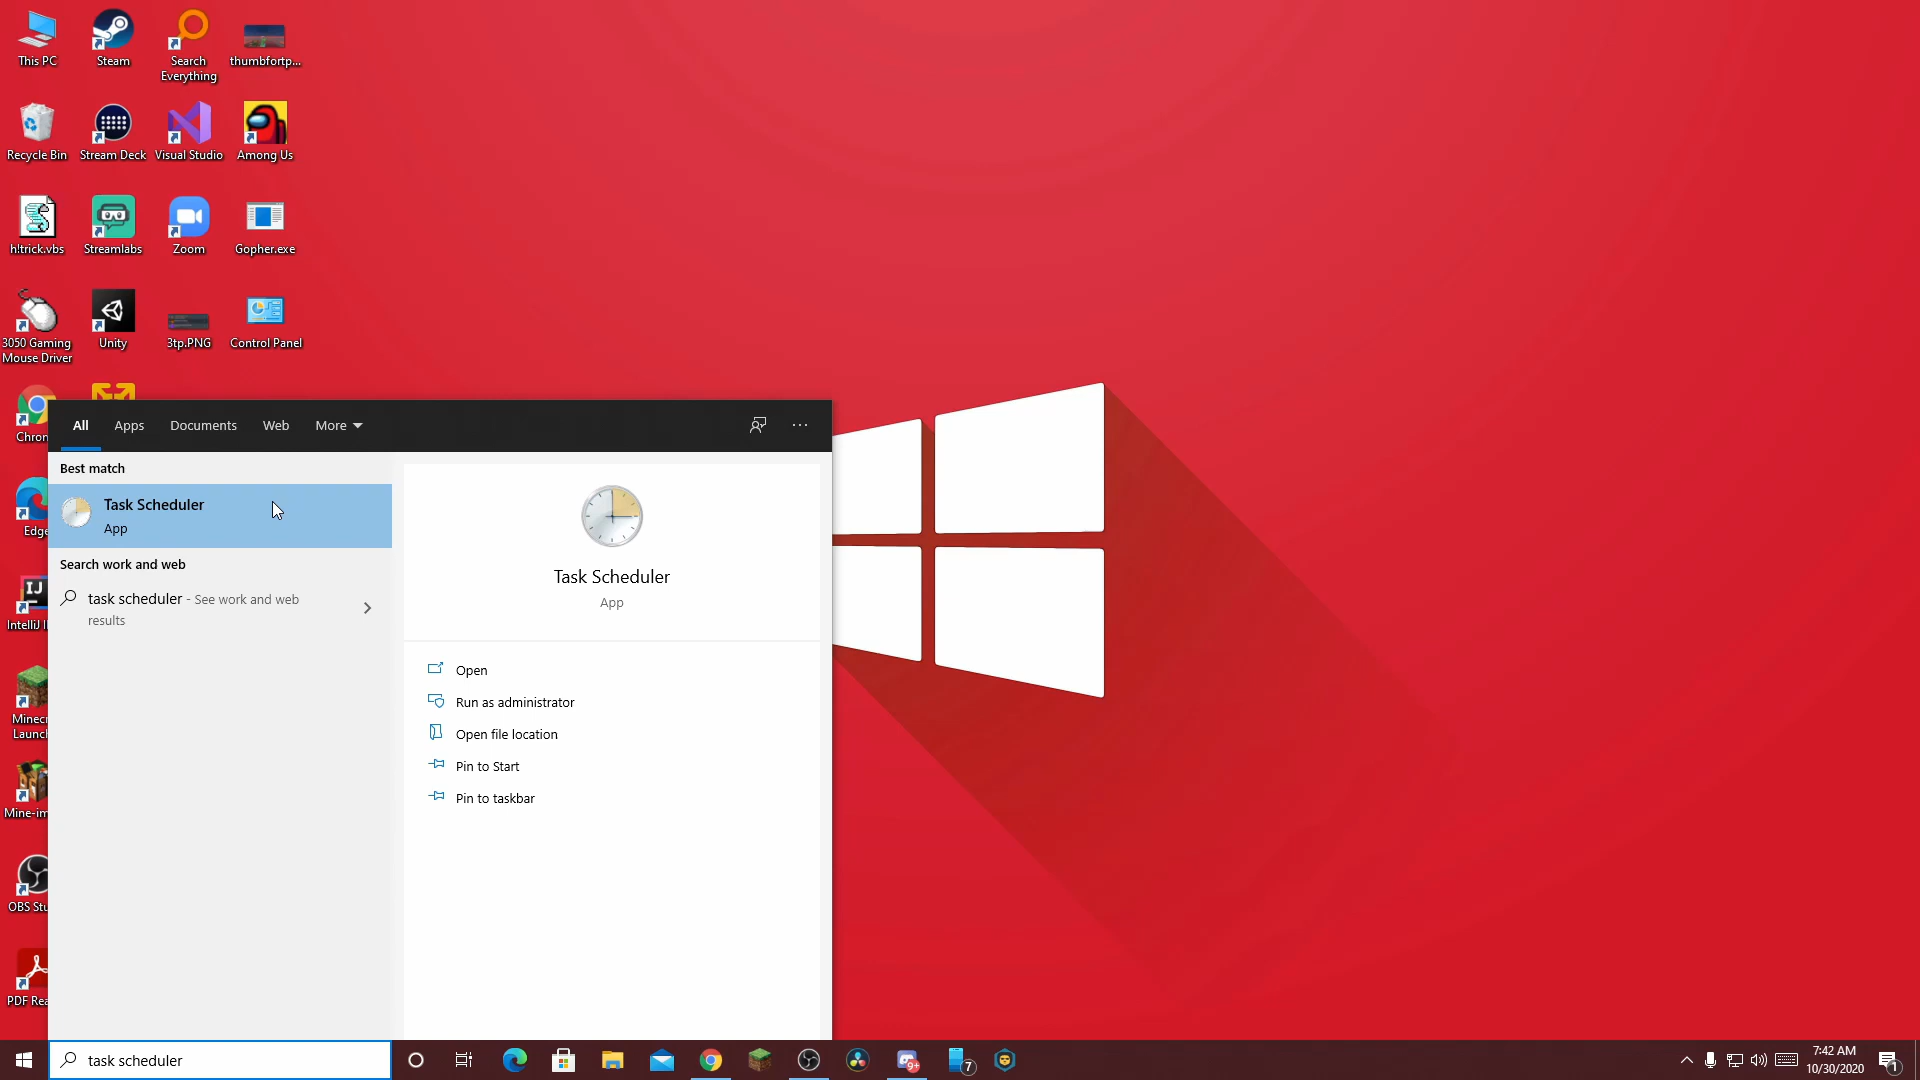 This PC
Steam
Search
Everything
thumbfortp...
Recycle Bin
Stream Deck
Visual Studio
Among Us
h!trick.vbs
Streamlabs
Zoom
Gopher.exe
3050 Gaming
Mouse Driver
Unity
3tp.PNG
Control Panel
Chron
Edge
IntelliJ I
Minecr
Launch
Mine-im
OBS Stu
PDF Rea
All
Apps
Documents
Web
More
Best match
Task Scheduler
App
Search work and web
task scheduler - See work and web
results
Task Scheduler
App
Open
Run as administrator
Open file location
Pin to Start
Pin to taskbar
task scheduler
9+
7
7:42 AM
10/30/2020
1